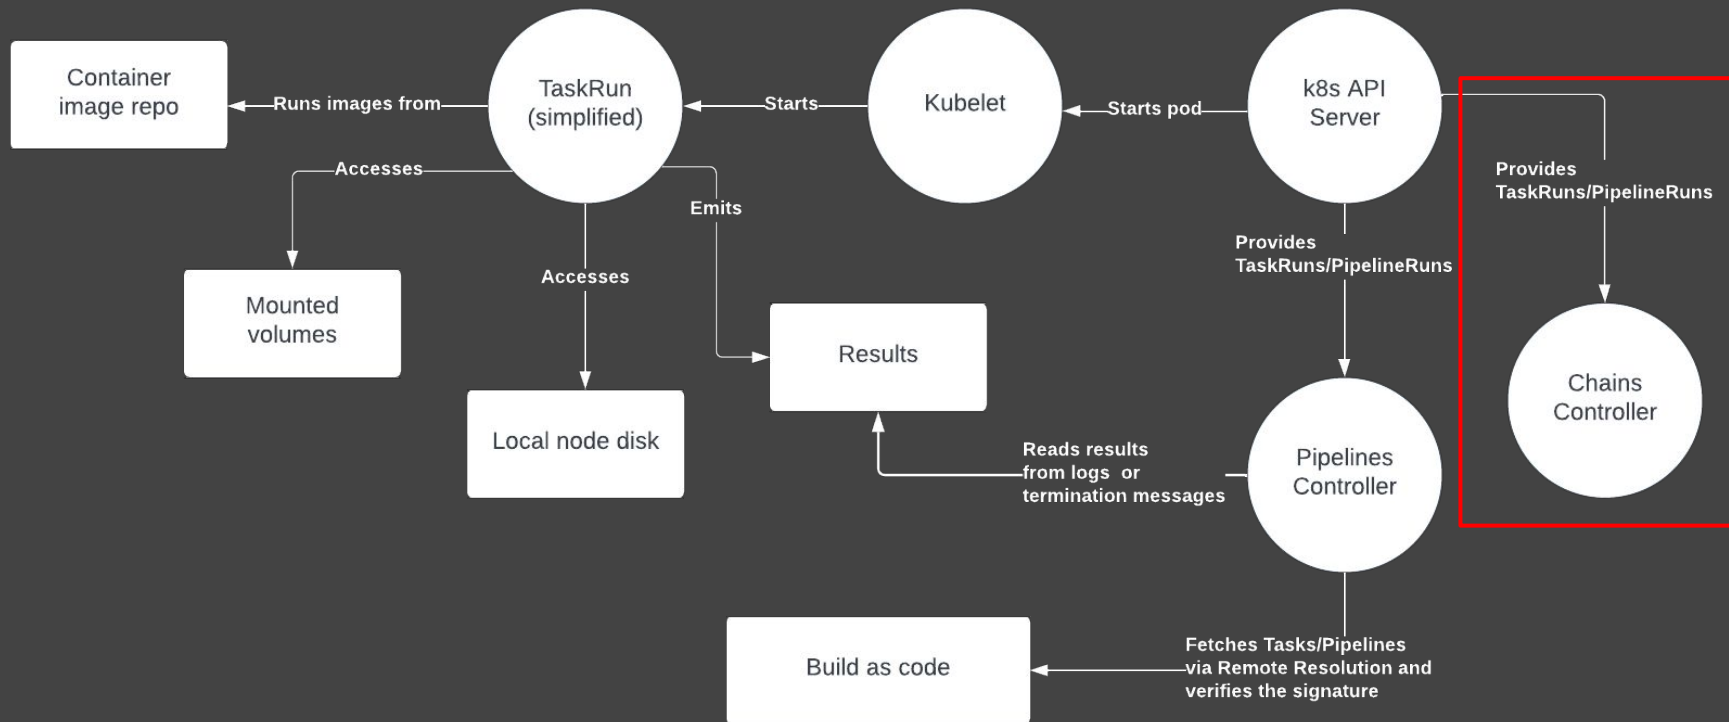 Container
image repo
Runs images from
TaskRun
(simplified)
Starts
Kubelet
Starts pod
k8s API
Server
Provides
TaskRuns/PipelineRuns
Accesses
Emits
Accesses
Provides
TaskRuns/PipelineRuns
Mounted
volumes
Results
Local node disk
Chains
Controller
Reads results
from logs or
termination messages
Pipelines
Controller
Build as code
Fetches Tasks/Pipelines
via Remote Resolution and
verifies the signature